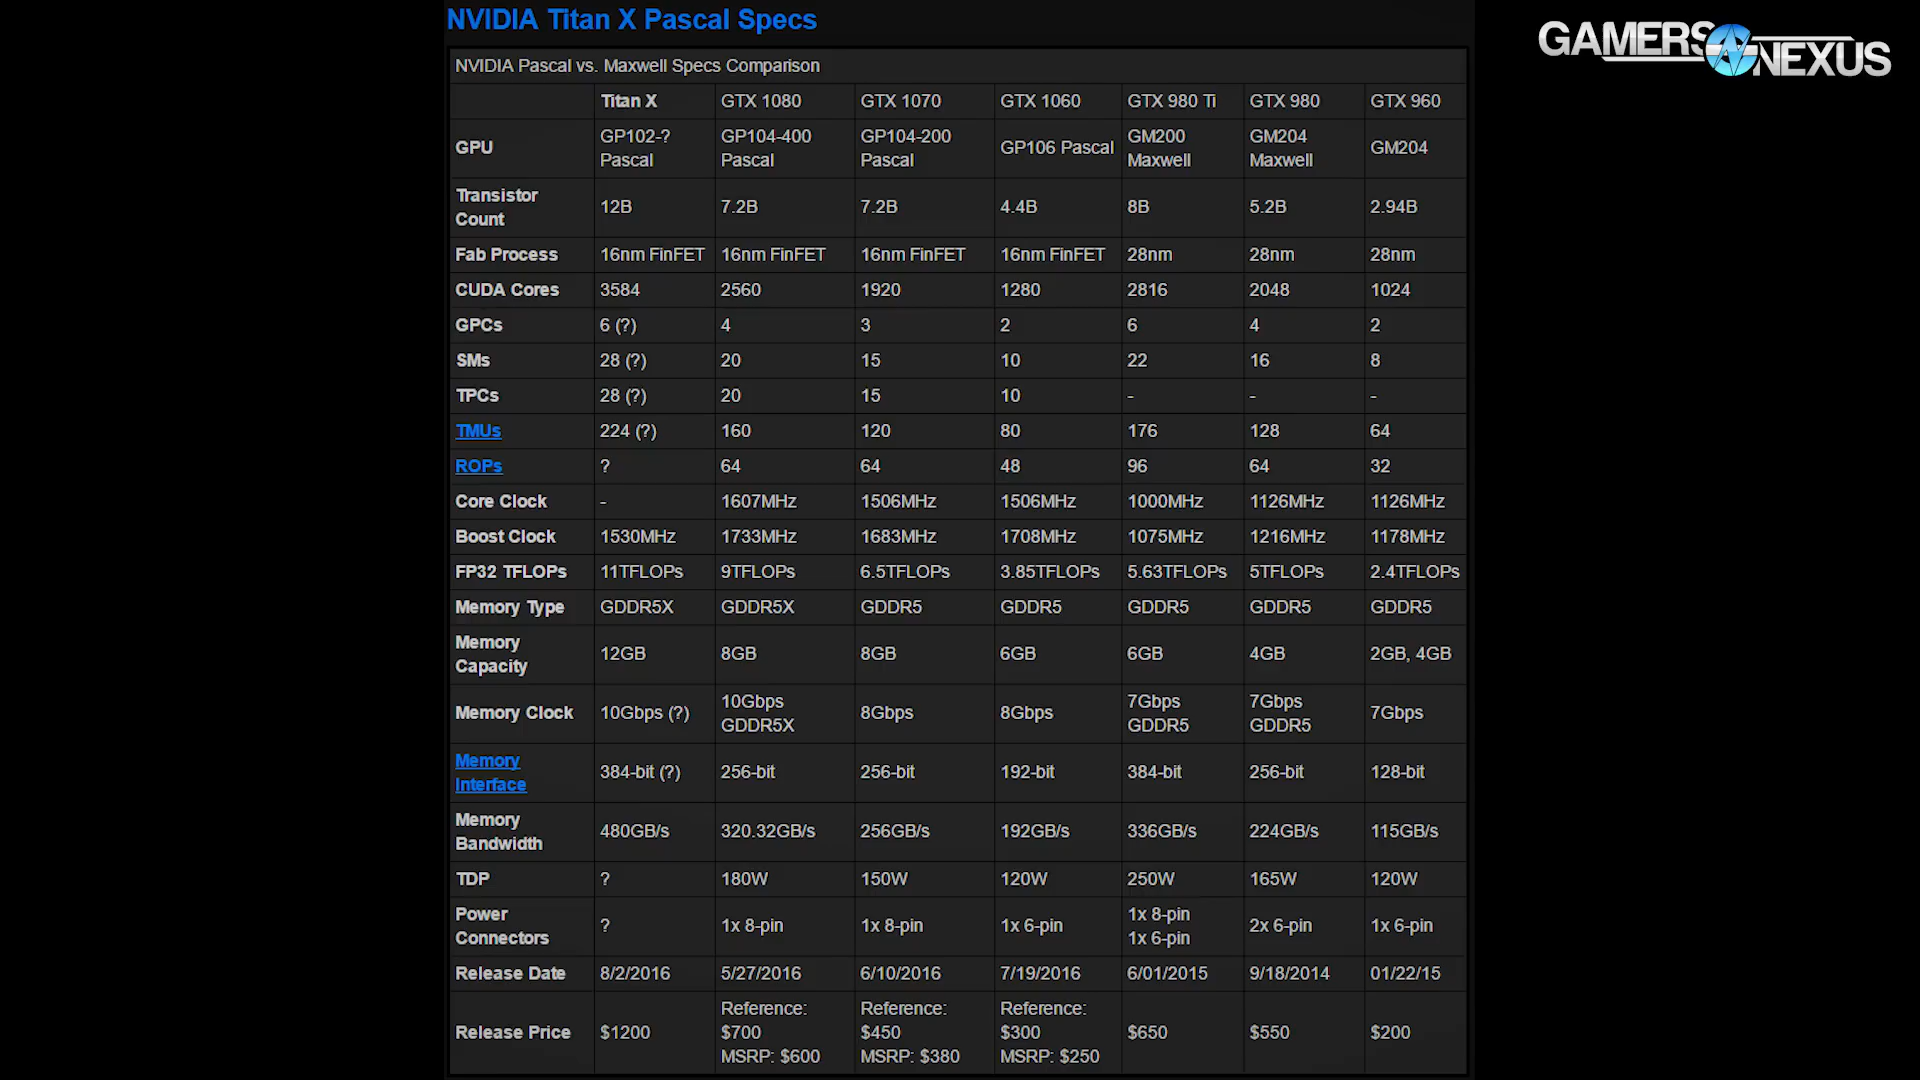 NVIDIA Titan X Pascal Specs
GAMERS NEXUS
NVIDIA Pascal vs. Maxwell Specs Comparison
Titan X GTX 1080 GTX 1070 GTX 1060 GTX 980 Ti GTX 980 GTX 960
GPU GP102-? Pascal GP104-400 Pascal GP104-200 Pascal GP106 Pascal GM200 Maxwell GM204 Maxwell GM204
Transistor Count 12B 7.2B 7.2B 4.4B 8B 5.2B 2.94B
Fab Process 16nm FinFET 16nm FinFET 16nm FinFET 16nm FinFET 28nm 28nm 28nm
CUDA Cores 3584 2560 1920 1280 2816 2048 1024
GPCs 6 (?) 4 3 2 6 4 2
SMs 28 (?) 20 15 10 22 16 8
TPCs 28 (?) 20 15 10 - - -
TMUs 224 (?) 160 120 80 176 128 64
ROPs ? 64 64 48 96 64 32
Core Clock - 1607MHz 1506MHz 1506MHz 1000MHz 1126MHz 1126MHz
Boost Clock 1530MHz 1733MHz 1683MHz 1708MHz 1075MHz 1216MHz 1178MHz
FP32 TFLOPs 11TFLOPs 9TFLOPs 6.5TFLOPs 3.85TFLOPs 5.63TFLOPs 5TFLOPs 2.4TFLOPs
Memory Type GDDR5X GDDR5X GDDR5 GDDR5 GDDR5 GDDR5 GDDR5
Memory Capacity 12GB 8GB 8GB 6GB 6GB 4GB 2GB, 4GB
Memory Clock 10Gbps (?) 10Gbps GDDR5X 8Gbps 8Gbps 7Gbps GDDR5 7Gbps GDDR5 7Gbps
Memory Interface 384-bit (?) 256-bit 256-bit 192-bit 384-bit 256-bit 128-bit
Memory Bandwidth 480GB/s 320.32GB/s 256GB/s 192GB/s 336GB/s 224GB/s 115GB/s
TDP ? 180W 150W 120W 250W 165W 120W
Power Connectors ? 1x 8-pin 1x 8-pin 1x 6-pin 1x 8-pin 1x 6-pin 2x 6-pin 1x 6-pin
Release Date 8/2/2016 5/27/2016 6/10/2016 7/19/2016 6/01/2015 9/18/2014 01/22/15
Release Price $1200 Reference: $700 MSRP: $600 Reference: $450 MSRP: $380 Reference: $300 MSRP: $250 $650 $550 $200